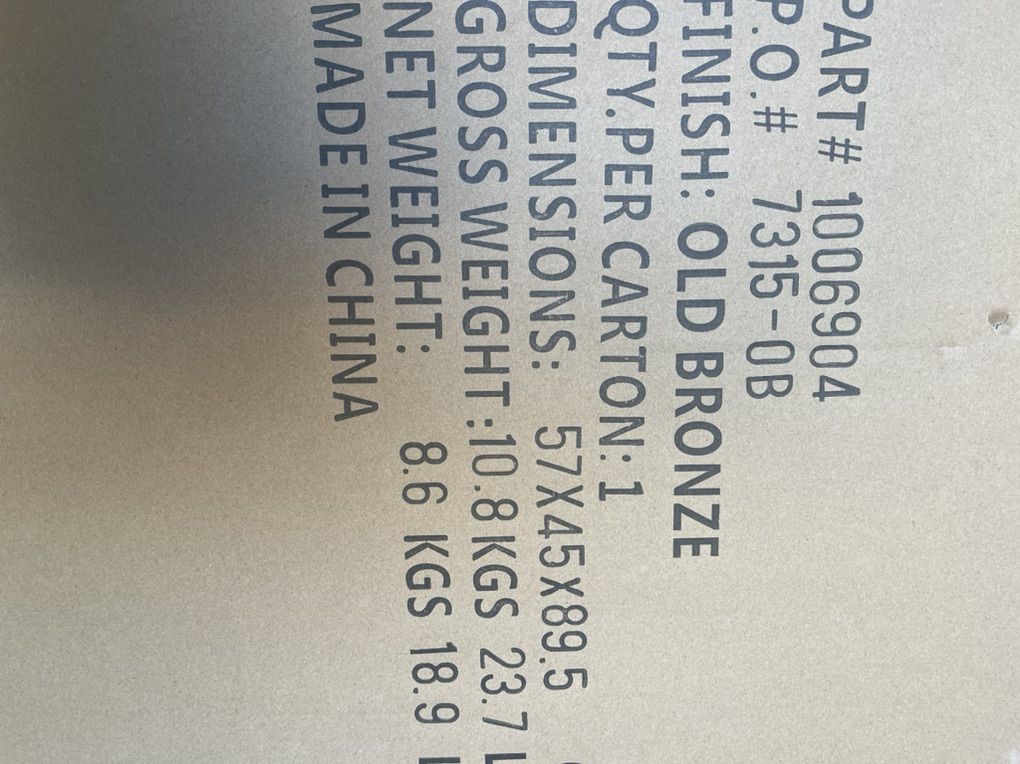 PART# 1006904
P.O.# 7315-0B
FINISH: OLD BRONZE
QTY.PER CARTON: 1
DIMENSIONS: 57X45X89.5
GROSS WEIGHT:10.8KGS 23.7 L
NET WEIGHT: 8.6 KGS 18.9
MADE IN CHINA